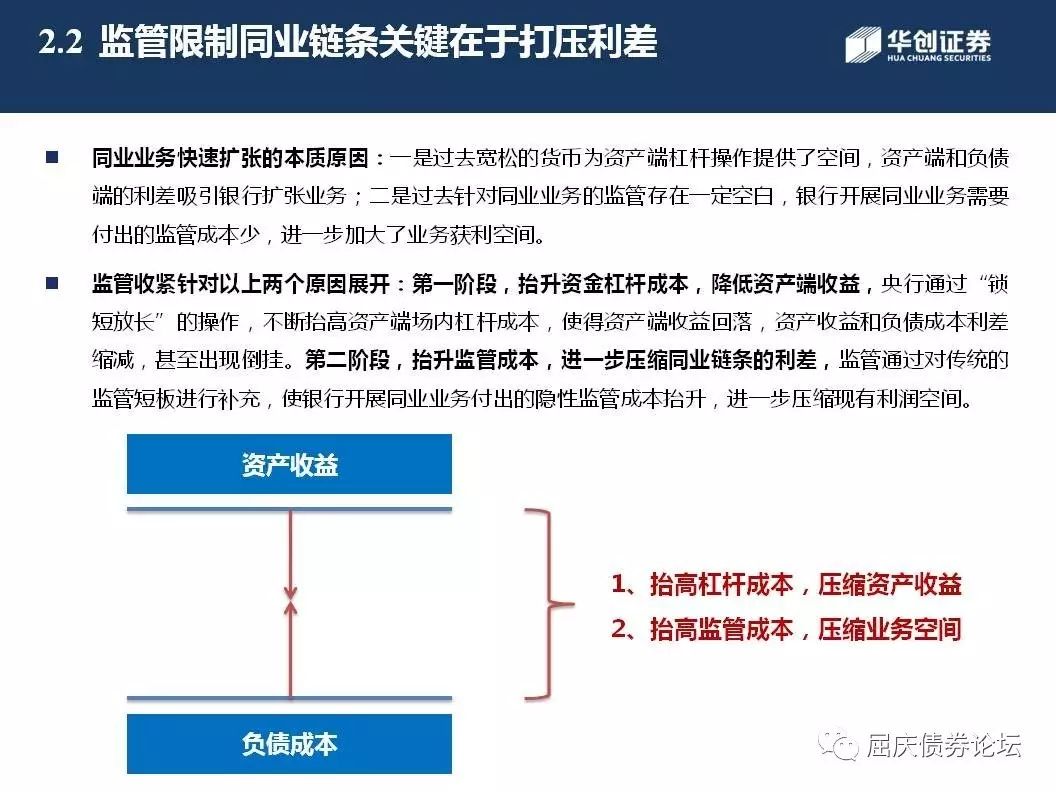 2.2 监管限制同业链条关键在于打压利差
华创证券
HUA CHUANG SECURITIES
同业业务快速扩张的本质原因：一是过去宽松的货币为资产端杠杆操作提供了空间，资产端和负债
端的利差吸引银行扩张业务；二是过去针对同业业务的监管存在一定空白，银行开展同业业务需要
付出的监管成本少，进一步加大了业务获利空间。
监管收紧针对以上两个原因展开：第一阶段，抬升资金杠杆成本，降低资产端收益，央行通过“锁
短放长”的操作，不断抬高资产端场内杠杆成本，使得资产端收益回落，资产收益和负债成本利差
缩减，甚至出现倒挂。第二阶段，抬升监管成本，进一步压缩同业链条的利差，监管通过对传统的
监管短板进行补充，使银行开展同业业务付出的隐性监管成本抬升，进一步压缩现有利润空间。
资产收益
1、抬高杠杆成本，压缩资产收益
2、抬高监管成本，压缩业务空间
负债成本
屈庆债券论坛